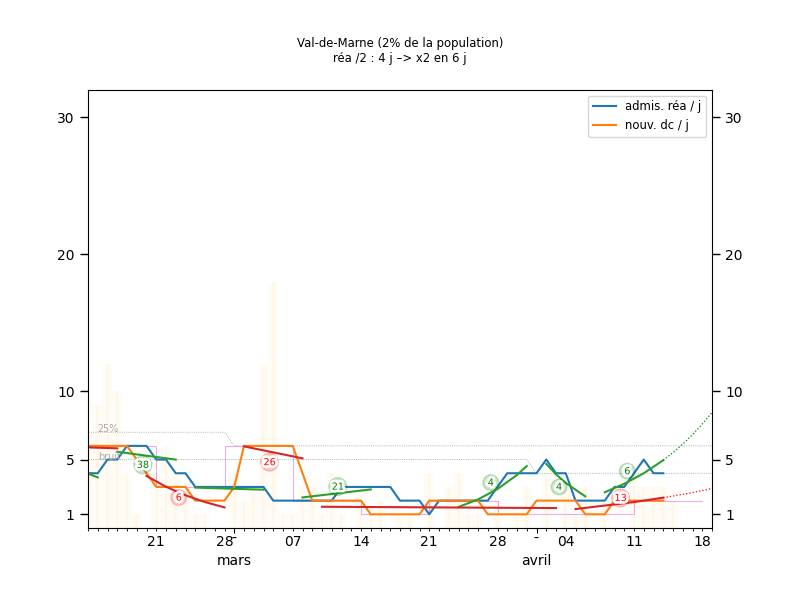 Val-de-Marne (2% de la population)
réa /2 : 4 j –> x2 en 6 j
admis. réa / j
nouv. dc / j
30 30
20 20
10 10
5 5
1 1
25%
bruit
38
6
26
21
4
4
6
13
21 28 - 07 14 21 28 - 04 11 18
mars avril